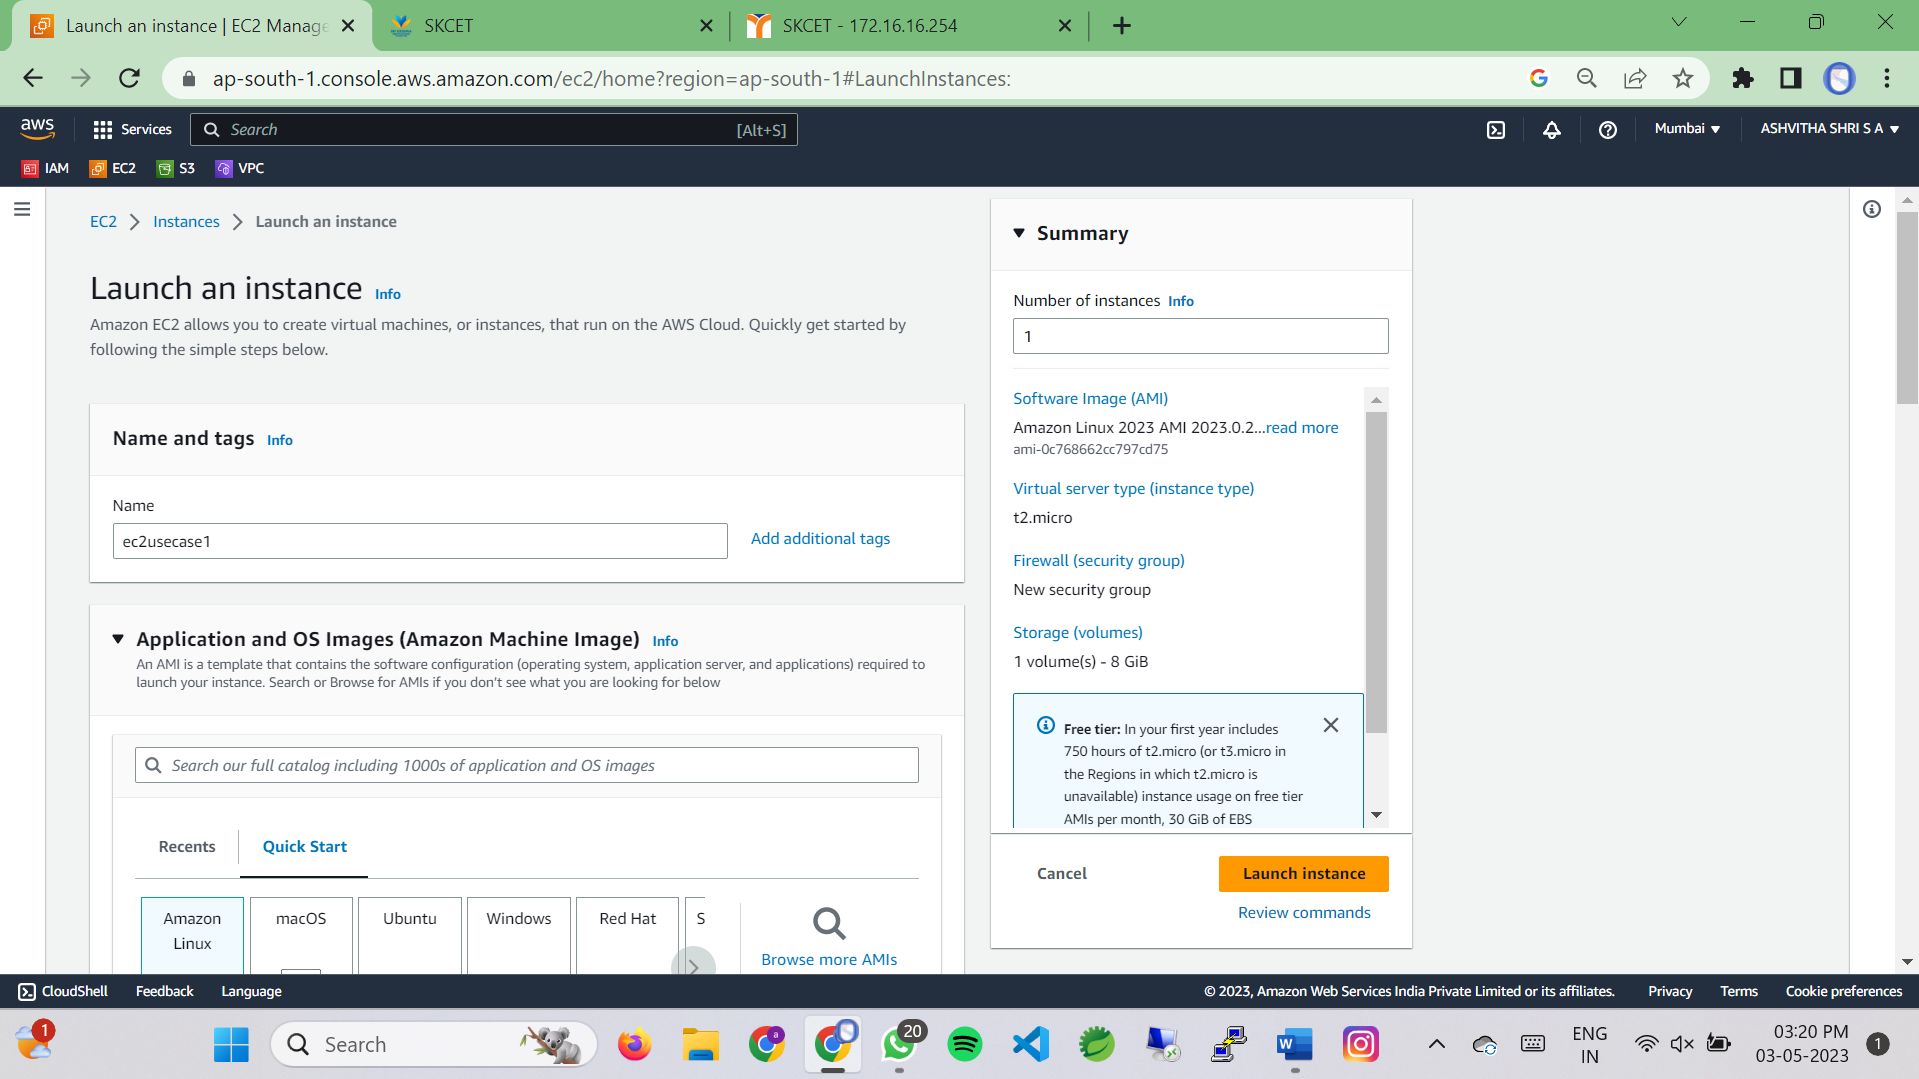 Launch an instance | EC2 Manage
SKCET
SKCET - 172.16.16.254
ap-south-1.console.aws.amazon.com/ec2/home?region=ap-south-1#LaunchInstances:
aws
Services
Search
[Alt+S]
Mumbai
ASHVITHA SHRI S A
IAM
EC2
S3
VPC
EC2
Instances
Launch an instance
Launch an instance Info
Amazon EC2 allows you to create virtual machines, or instances, that run on the AWS Cloud. Quickly get started by
following the simple steps below.
Name and tags Info
Name
ec2usecase1
Add additional tags
Application and OS Images (Amazon Machine Image) Info
An AMI is a template that contains the software configuration (operating system, application server, and applications) required to
launch your instance. Search or Browse for AMIs if you don’t see what you are looking for below
Search our full catalog including 1000s of application and OS images
Recents
Quick Start
Amazon
Linux
macOS
Ubuntu
Windows
Red Hat
S
Browse more AMIs
Summary
Number of instances Info
1
Software Image (AMI)
Amazon Linux 2023 AMI 2023.0.2...read more
ami-0c768662cc797cd75
Virtual server type (instance type)
t2.micro
Firewall (security group)
New security group
Storage (volumes)
1 volume(s) - 8 GiB
Free tier: In your first year includes
750 hours of t2.micro (or t3.micro in
the Regions in which t2.micro is
unavailable) instance usage on free tier
AMIs per month, 30 GiB of EBS
Cancel
Launch instance
Review commands
CloudShell
Feedback
Language
© 2023, Amazon Web Services India Private Limited or its affiliates.
Privacy
Terms
Cookie preferences
1
Search
a
20
W
ENG
IN
03:20 PM
03-05-2023
1